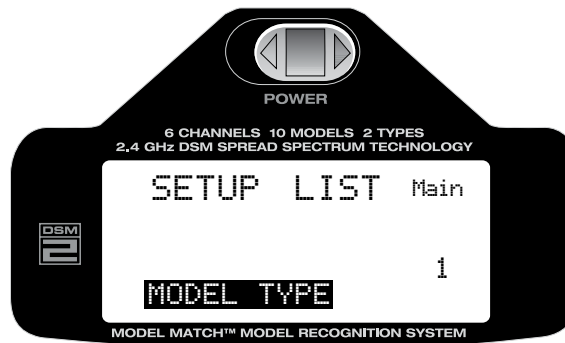 POWER
6 CHANNELS 10 MODELS 2 TYPES
2.4 GHz DSM SPREAD SPECTRUM TECHNOLOGY
SETUP LIST Main
DSM
2
1
MODEL TYPE
MODEL MATCH™ MODEL RECOGNITION SYSTEM